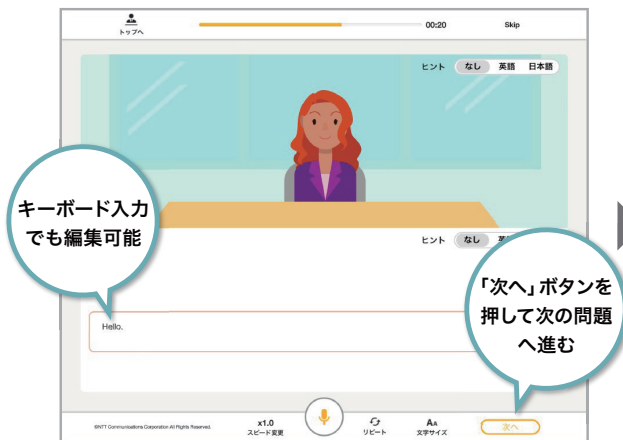 トップへ
00:20
Skip
ヒント なし 英語 日本語
キーボード入力
でも編集可能
ヒント なし
「次へ」ボタンを
押して次の問題
へ進む
Hello.
©NTT Communications Corporation All Rights Reserved.
x1.0
スピード変更
リピート
AA
文字サイズ
次へ